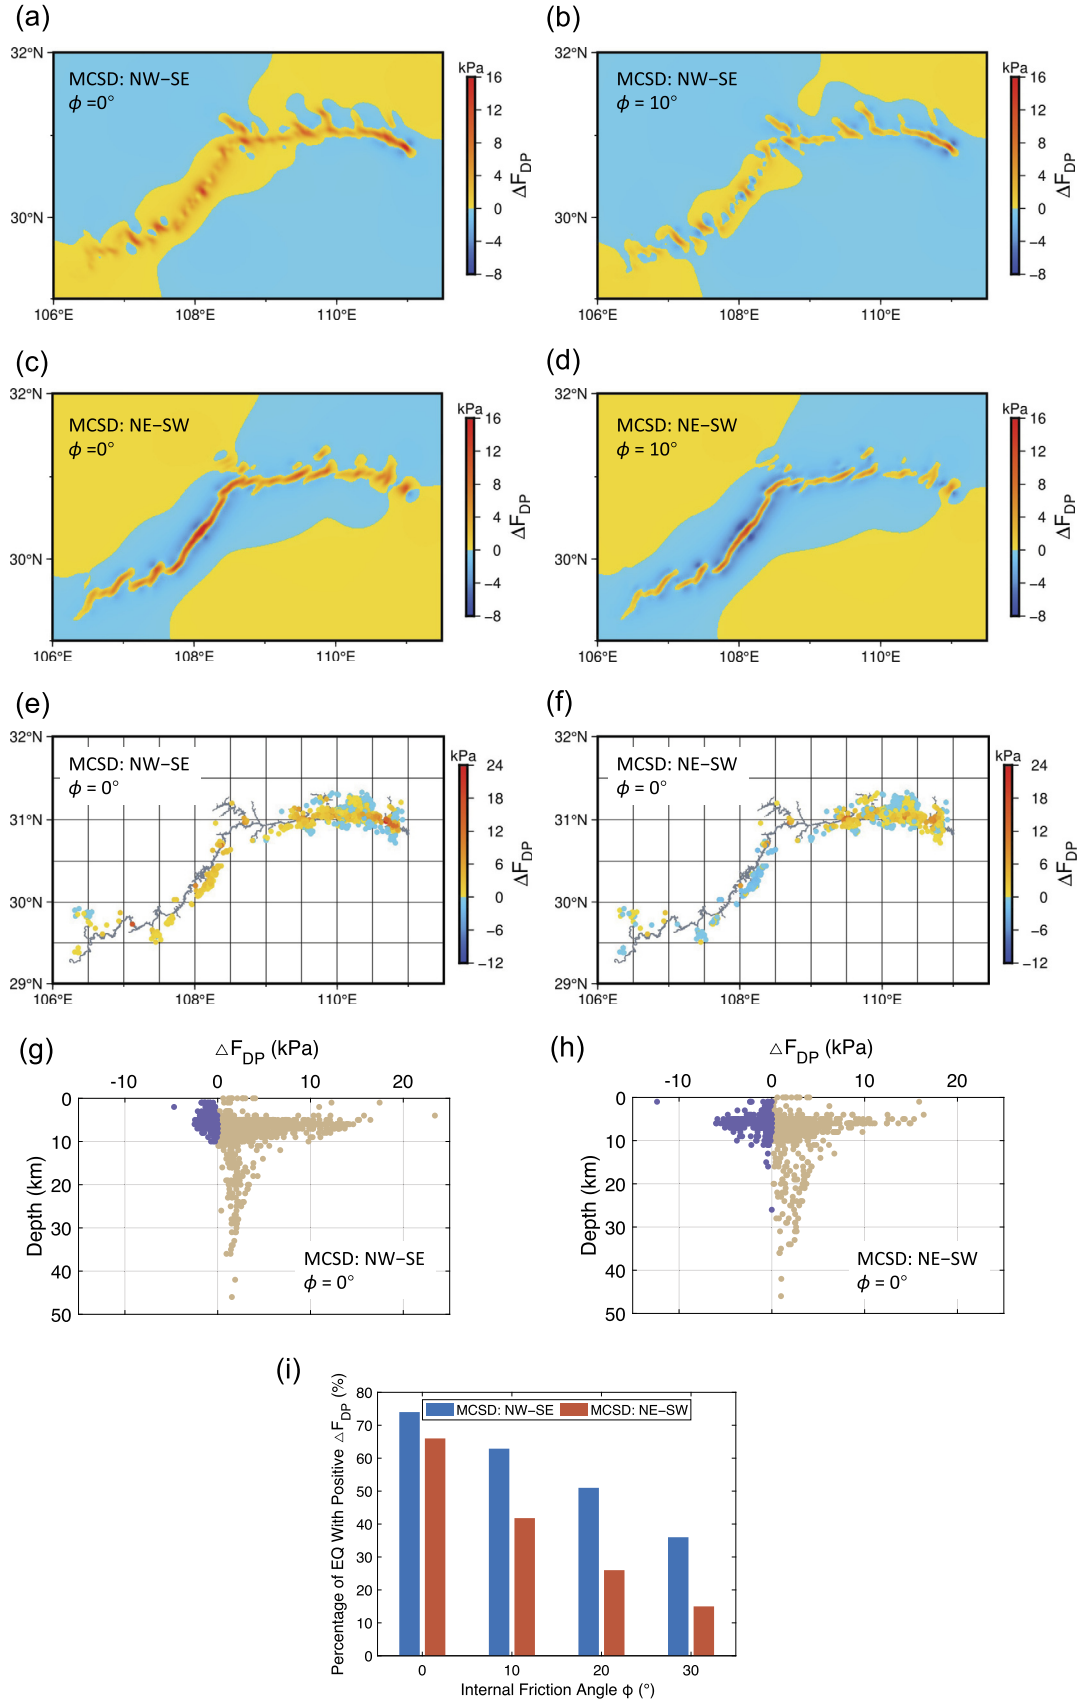 (a)
MCSD: NW−SE
ϕ =0°
32°N
30°N
106°E 108°E 110°E
kPa
16
12
8
4
0
−4
−8
ΔF_DP
(b)
MCSD: NW−SE
ϕ = 10°
32°N
30°N
106°E 108°E 110°E
kPa
16
12
8
4
0
−4
−8
ΔF_DP
(c)
MCSD: NE−SW
ϕ =0°
32°N
30°N
106°E 108°E 110°E
kPa
16
12
8
4
0
−4
−8
ΔF_DP
(d)
MCSD: NE−SW
ϕ = 10°
32°N
30°N
106°E 108°E 110°E
kPa
16
12
8
4
0
−4
−8
ΔF_DP
(e)
MCSD: NW−SE
ϕ = 0°
32°N
31°N
30°N
29°N
106°E 108°E 110°E
kPa
24
18
12
6
0
−6
−12
ΔF_DP
(f)
MCSD: NE−SW
ϕ = 0°
32°N
31°N
30°N
29°N
106°E 108°E 110°E
kPa
24
18
12
6
0
−6
−12
ΔF_DP
(g)
△F_DP (kPa)
-10 0 10 20
0
10
20
30
40
50
Depth (km)
MCSD: NW−SE
ϕ = 0°
(h)
△F_DP (kPa)
-10 0 10 20
0
10
20
30
40
50
Depth (km)
MCSD: NE−SW
ϕ = 0°
(i)
Percentage of EQ With Positive △F_DP (%)
80
70
60
50
40
30
20
10
0
MCSD: NW−SE MCSD: NE−SW
0 10 20 30
Internal Friction Angle ϕ (°)